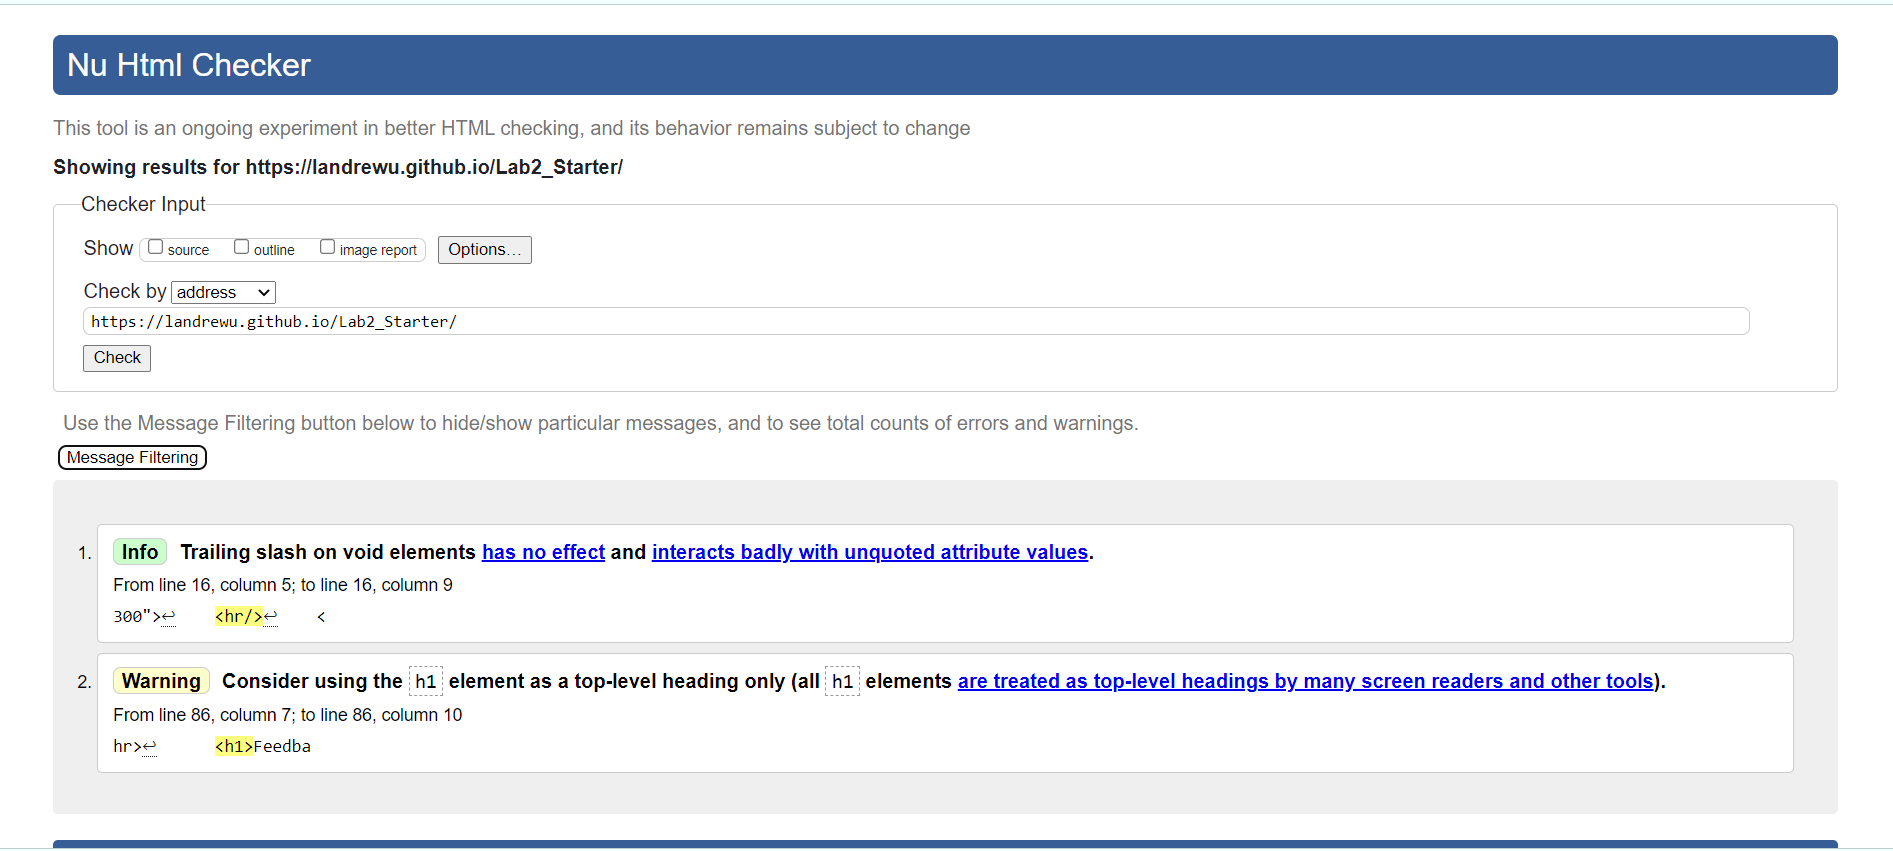 Nu Html Checker
This tool is an ongoing experiment in better HTML checking, and its behavior remains subject to change
Showing results for https://landrewu.github.io/Lab2_Starter/
Checker Input
Show source outline image report Options...
Check by address
https://landrewu.github.io/Lab2_Starter/
Check
Use the Message Filtering button below to hide/show particular messages, and to see total counts of errors and warnings.
Message Filtering
1. Info Trailing slash on void elements has no effect and interacts badly with unquoted attribute values.
From line 16, column 5; to line 16, column 9
300">↩ <hr/>↩ <
2. Warning Consider using the h1 element as a top-level heading only (all h1 elements are treated as top-level headings by many screen readers and other tools).
From line 86, column 7; to line 86, column 10
hr>↩ <h1>Feedba